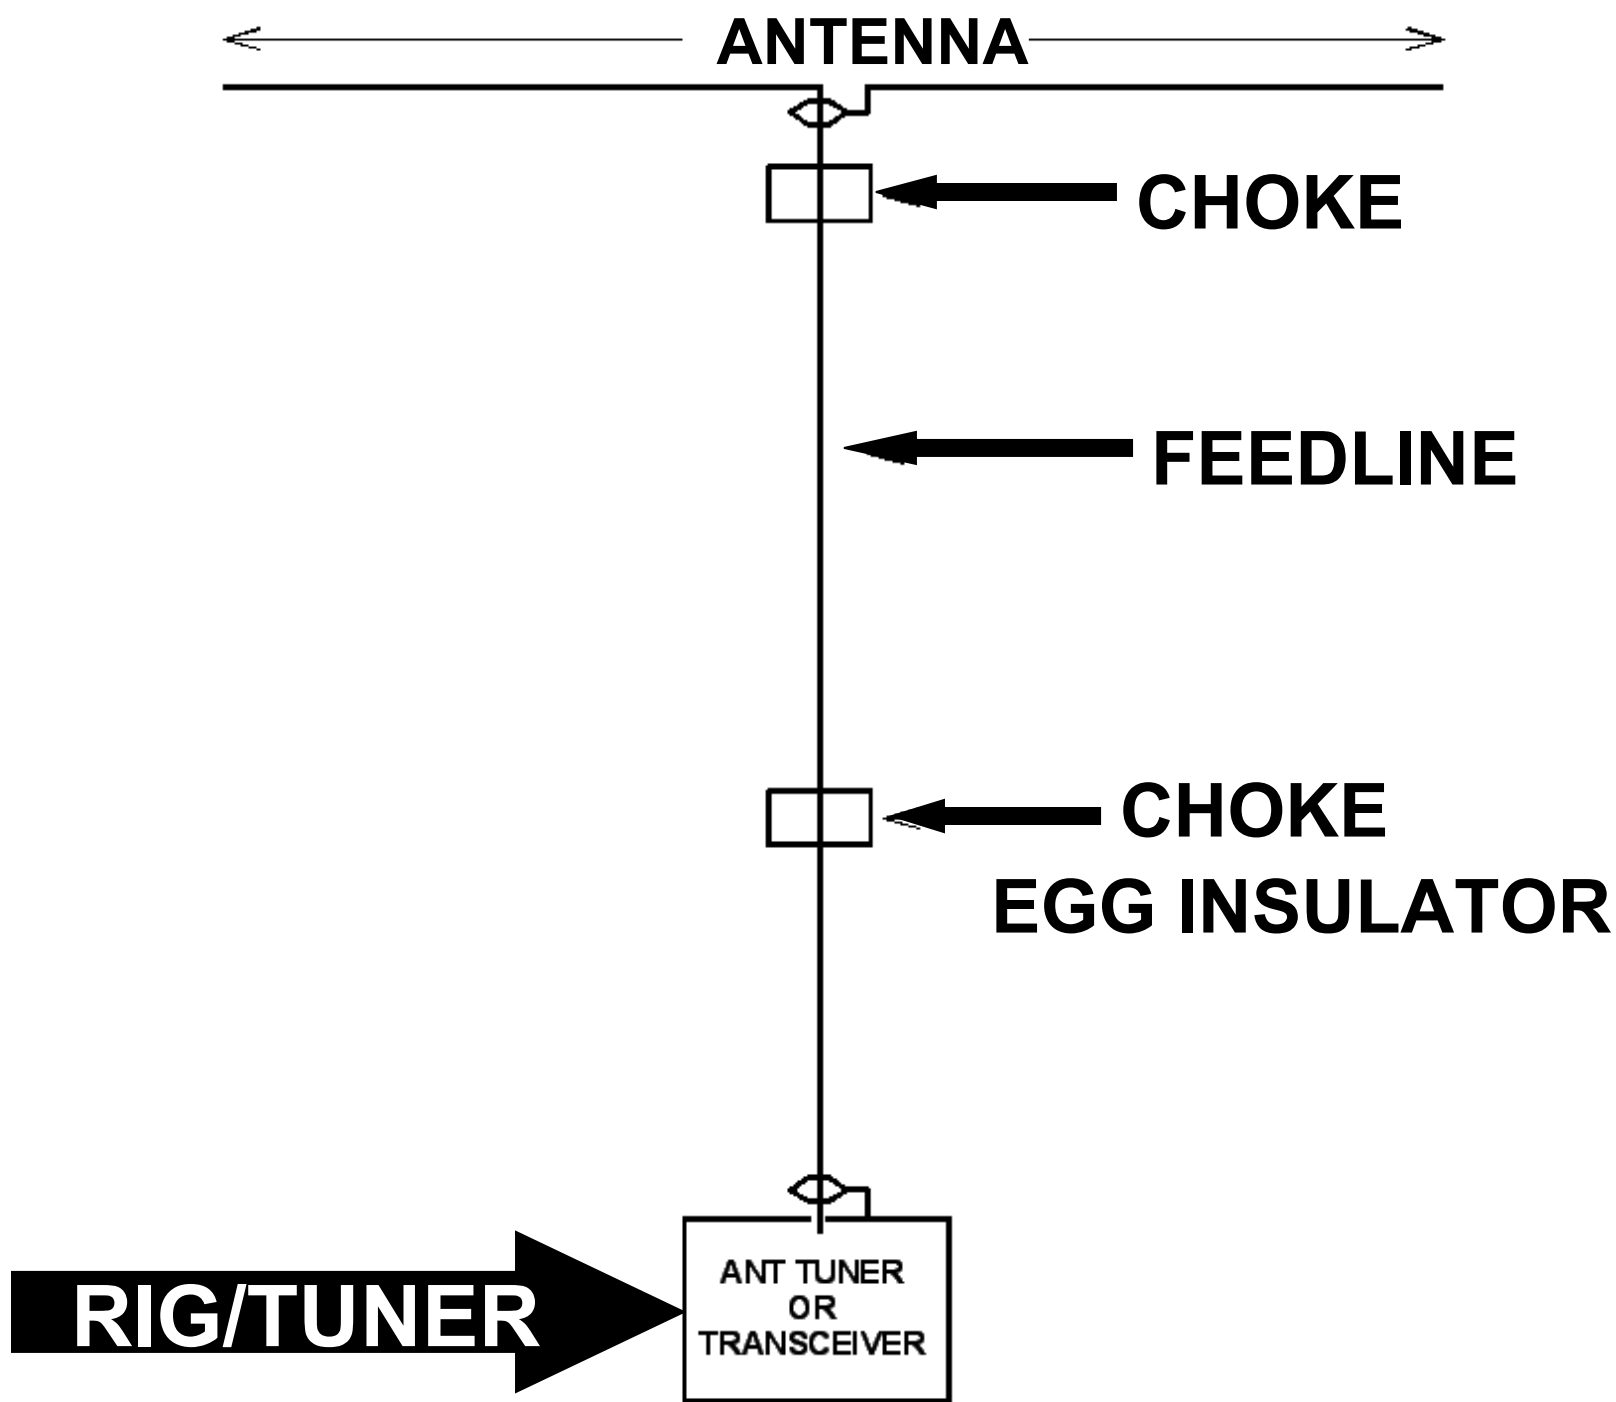 ANTENNA
CHOKE
FEEDLINE
CHOKE
EGG INSULATOR
RIG/TUNER
ANT TUNER
OR
TRANSCEIVER